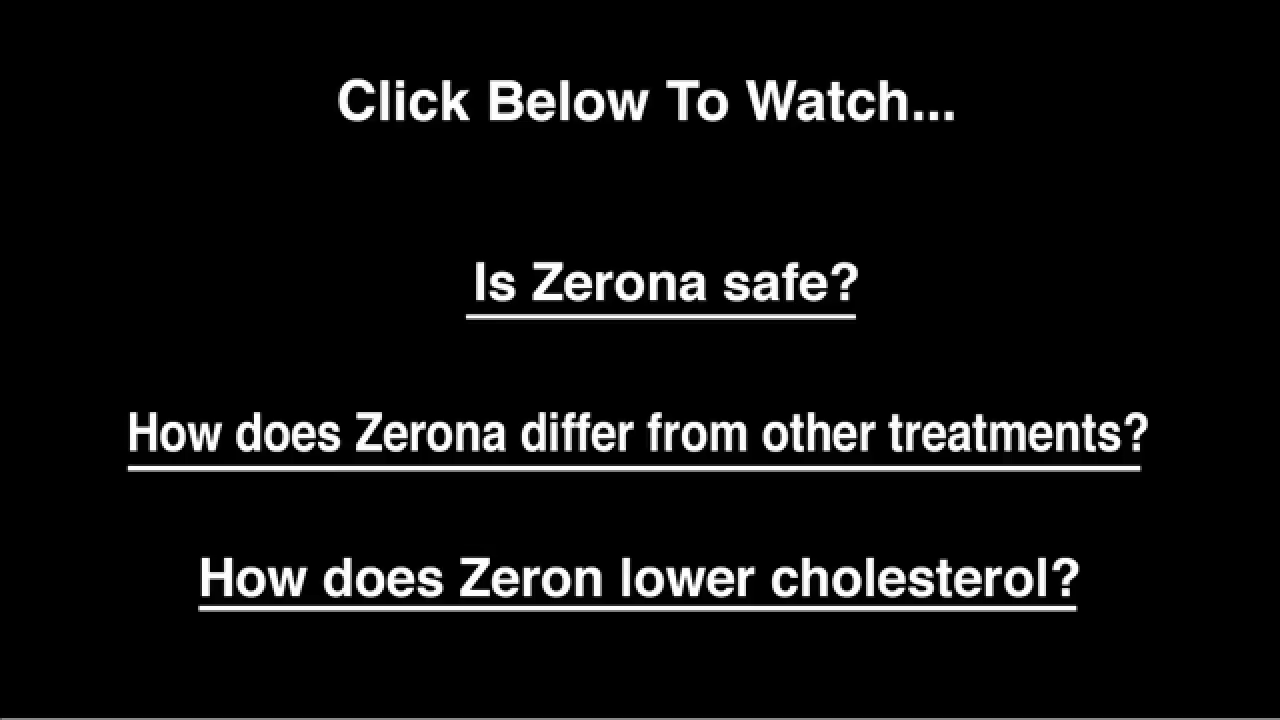 Click Below To Watch...
Is Zerona safe?
How does Zerona differ from other treatments?
How does Zeron lower cholesterol?